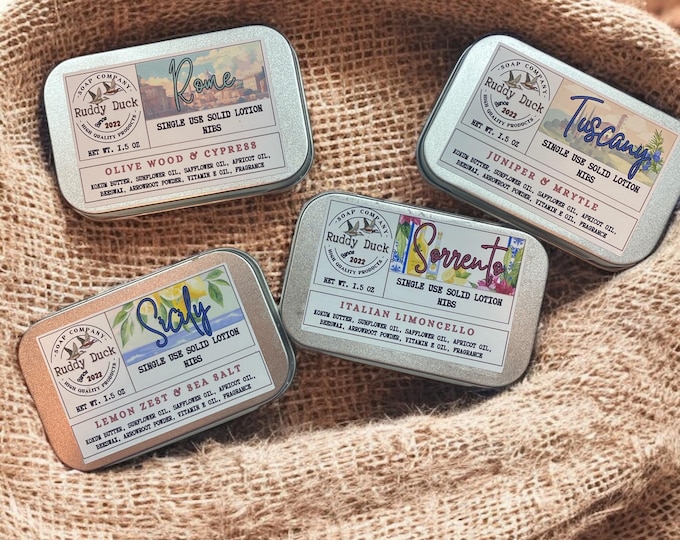 SOAP COMPANY
Ruddy Duck
Since 2022
HIGH QUALITY PRODUCTS
Rome
SINGLE USE SOLID LOTION
NIBS
NET WT. 1.5 OZ
OLIVE WOOD & CYPRESS
KOKUM BUTTER, SUNFLOWER OIL, SAFFLOWER OIL, APRICOT OIL,
BEESWAX, ARROWROOT POWDER, VITAMIN E OIL, FRAGRANCE
SOAP COMPANY
Ruddy Duck
Since 2022
HIGH QUALITY PRODUCTS
Tuscany
SINGLE USE SOLID LOTION
NIBS
NET WT. 1.5 OZ
JUNIPER & MRYTLE
KOKUM BUTTER, SUNFLOWER OIL, SAFFLOWER OIL, APRICOT OIL,
BEESWAX, ARROWROOT POWDER, VITAMIN E OIL, FRAGRANCE
SOAP COMPANY
Ruddy Duck
Since 2022
HIGH QUALITY PRODUCTS
Sorrento
SINGLE USE SOLID LOTION
NIBS
NET WT. 1.5 OZ
ITALIAN LIMONCELLO
KOKUM BUTTER, SUNFLOWER OIL, SAFFLOWER OIL, APRICOT OIL,
BEESWAX, ARROWROOT POWDER, VITAMIN E OIL, FRAGRANCE
SOAP COMPANY
Ruddy Duck
Since 2022
HIGH QUALITY PRODUCTS
Sicily
SINGLE USE SOLID LOTION
NIBS
NET WT. 1.5 OZ
LEMON ZEST & SEA SALT
KOKUM BUTTER, SUNFLOWER OIL, SAFFLOWER OIL, APRICOT OIL,
BEESWAX, ARROWROOT POWDER, VITAMIN E OIL, FRAGRANCE